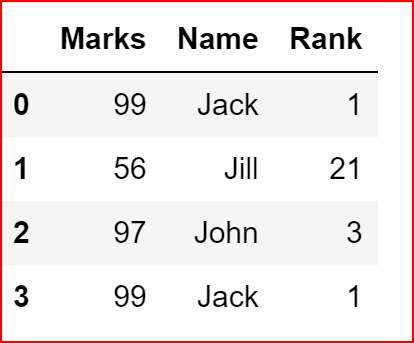 Marks Name Rank
0 99 Jack 1
1 56 Jill 21
2 97 John 3
3 99 Jack 1